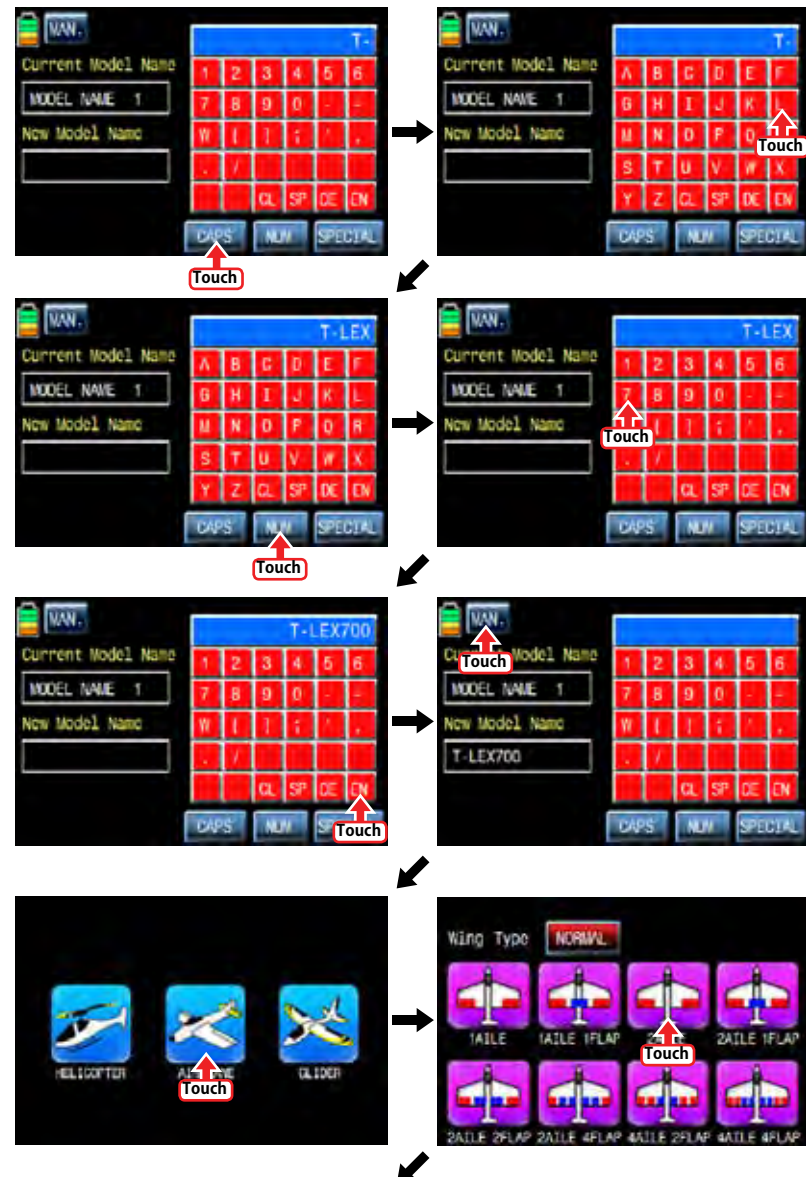 MAN.
T-
Current Model Name
MODEL NAME 1
New Model Name
1 2 3 4 5 6
7 8 9 0 - -
W [ ] ; ' ,
. /
CL SP DE EN
CAPS NUM SPECIAL
Touch
MAN.
T-
Current Model Name
MODEL NAME 1
New Model Name
A B C D E F
G H I J K L
M N O P Q
S T U V W X
Y Z CL SP DE EN
CAPS NUM SPECIAL
Touch
MAN.
T-LEX
Current Model Name
MODEL NAME 1
New Model Name
A B C D E F
G H I J K L
M N O P Q R
S T U V W X
Y Z CL SP DE EN
CAPS NUM SPECIAL
Touch
MAN.
T-LEX
Current Model Name
MODEL NAME 1
New Model Name
1 2 3 4 5 6
7 8 9 0 - -
[ ] ; ' ,
. /
CL SP DE EN
CAPS NUM SPECIAL
Touch
MAN.
T-LEX700
Current Model Name
MODEL NAME 1
New Model Name
1 2 3 4 5 6
7 8 9 0 - -
W [ ] ; ' ,
. /
CL SP DE EN
CAPS NUM
Touch
MAN.
Touch
Model Name
MODEL NAME 1
New Model Name
T-LEX700
1 2 3 4 5 6
7 8 9 0 - -
W [ ] ; ' ,
. /
CL SP DE EN
CAPS NUM SPECIAL
HELICOPTER GLIDER
Touch
Wing Type NORMAL
1AILE 1AILE 1FLAP 2AILE 1FLAP
Touch
2AILE 2FLAP 2AILE 4FLAP 4AILE 2FLAP 4AILE 4FLAP